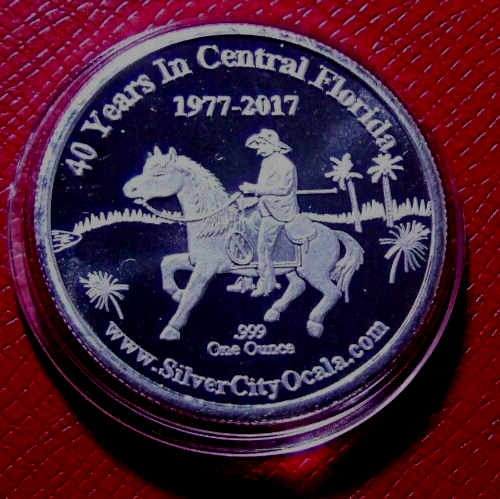 40 Years In Central Florida
1977-2017
.999
One Ounce
www.SilverCityOcala.com